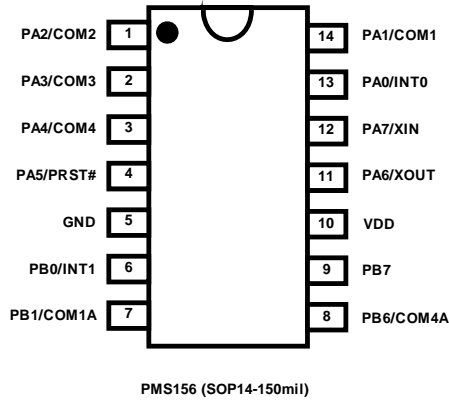 PA2/COM2 1 14 PA1/COM1
PA3/COM3 2 13 PA0/INT0
PA4/COM4 3 12 PA7/XIN
PA5/PRST# 4 11 PA6/XOUT
GND 5 10 VDD
PB0/INT1 6 9 PB7
PB1/COM1A 7 8 PB6/COM4A
PMS156 (SOP14-150mil)